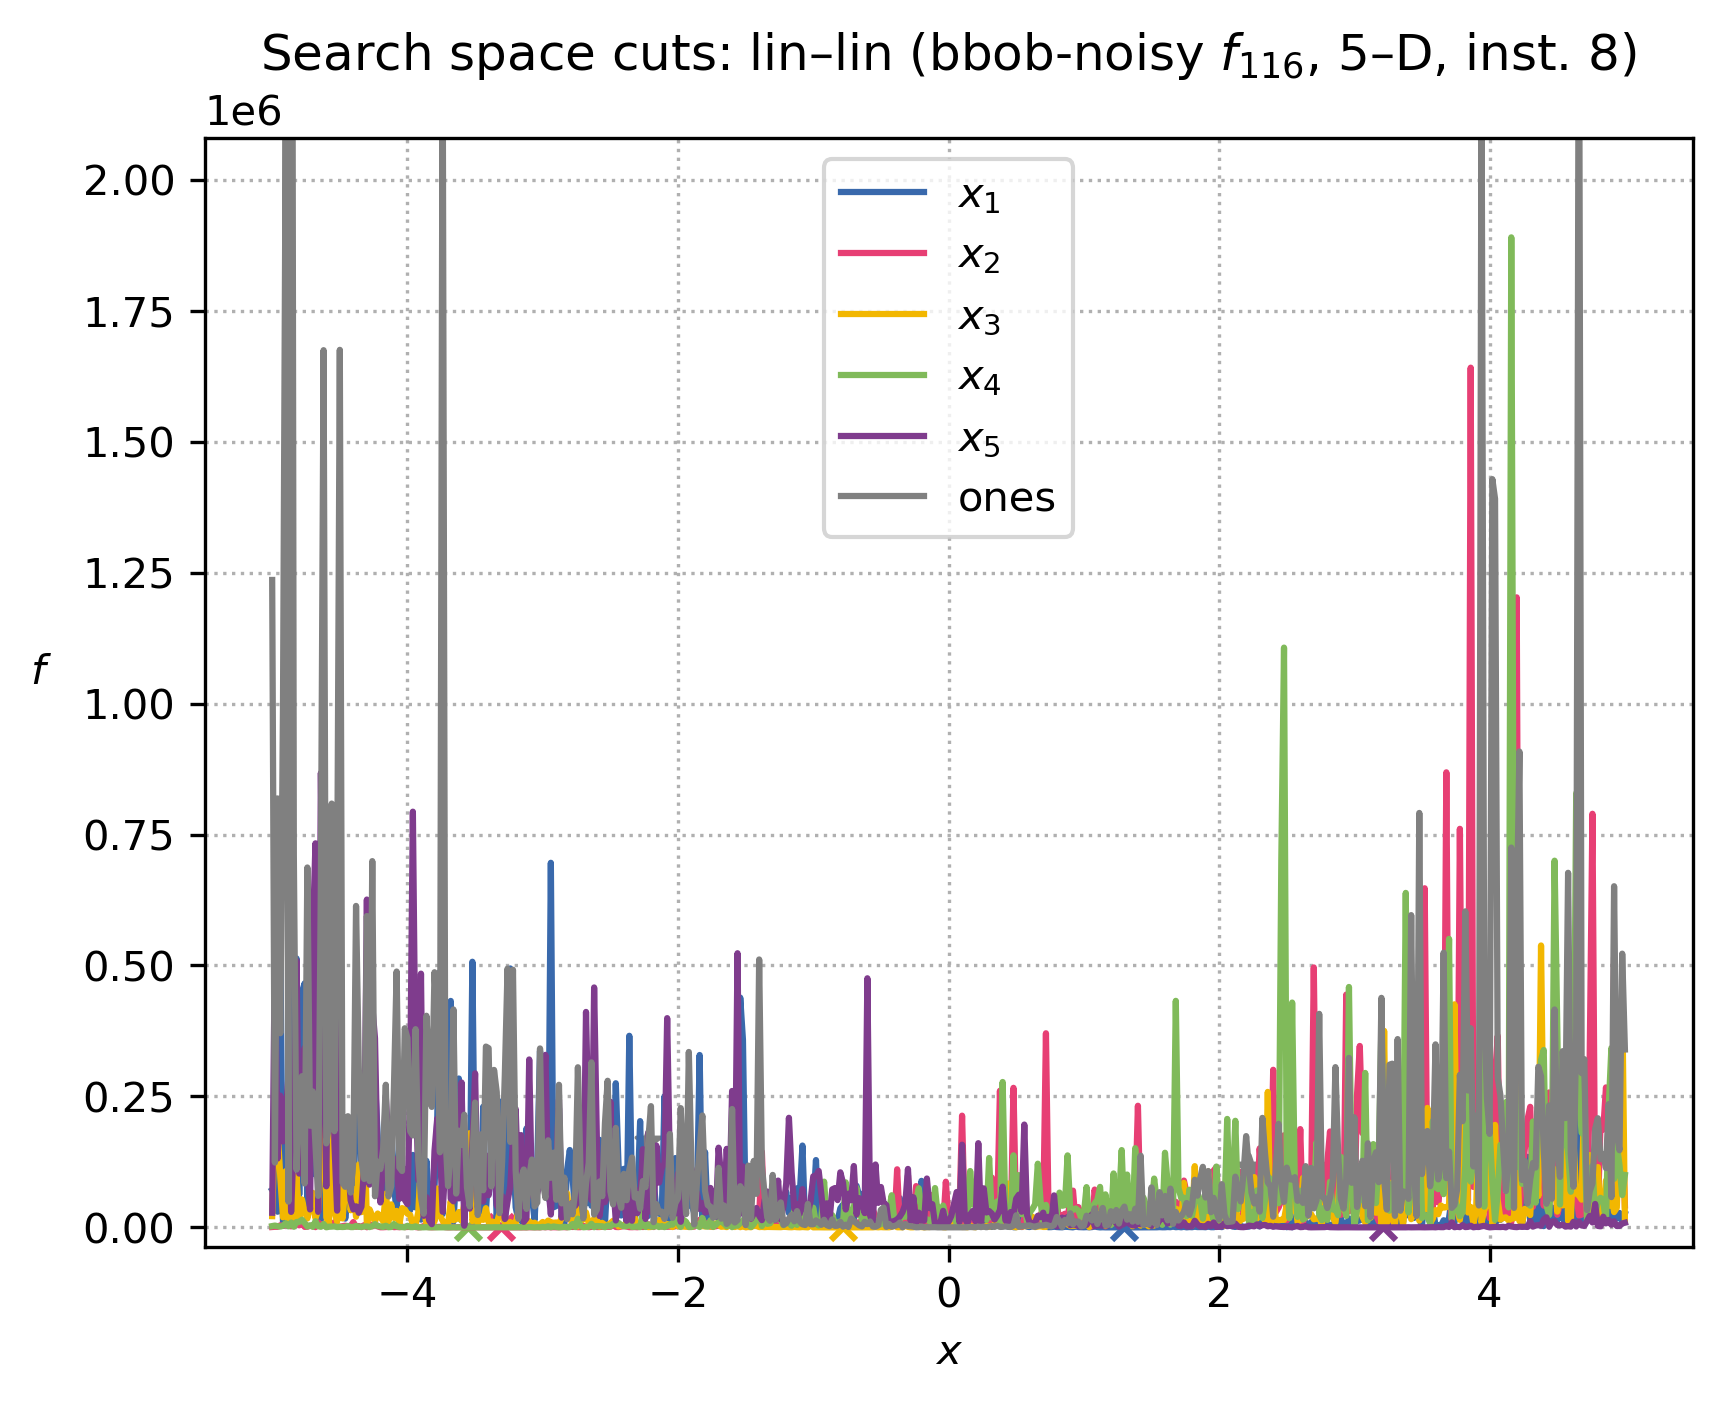 Search space cuts: lin–lin (bbob-noisy f₁₁₆, 5–D, inst. 8)
1e6
2.00
1.75
1.50
1.25
1.00
0.75
0.50
0.25
0.00
f
x₁
x₂
x₃
x₄
x₅
ones
−4 −2 0 2 4
x